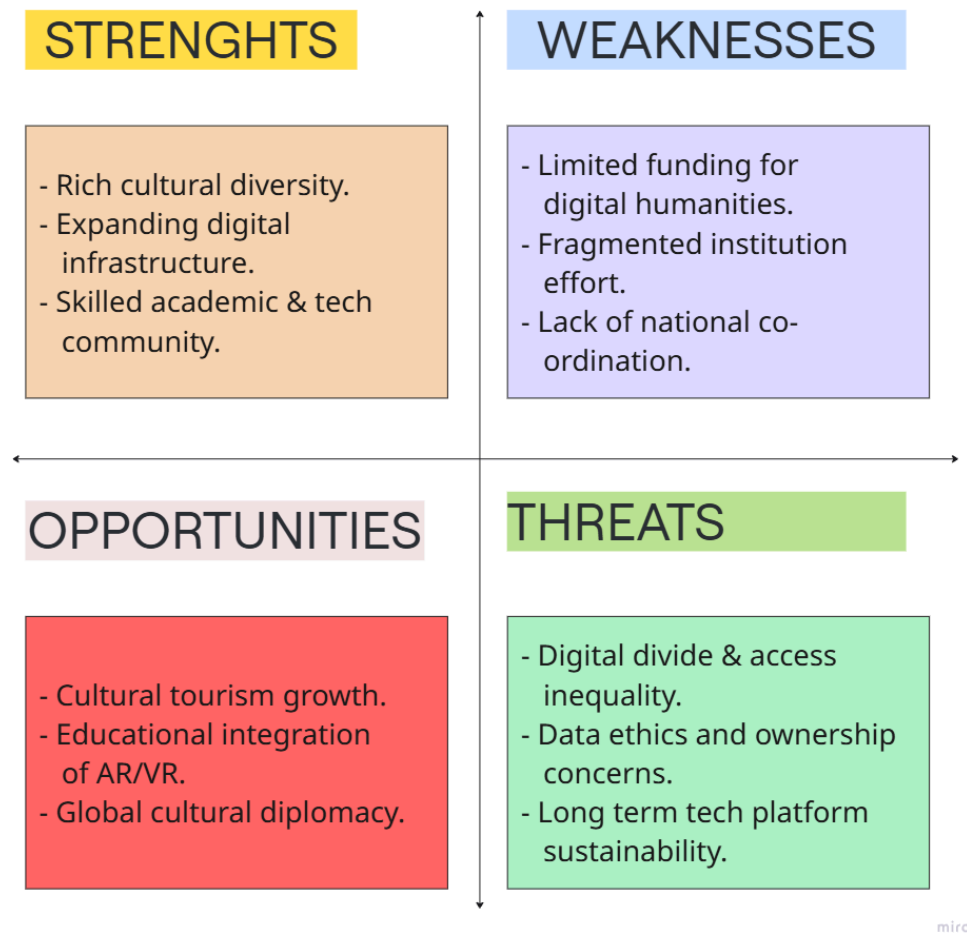 STRENGHTS
- Rich cultural diversity.
- Expanding digital
infrastructure.
- Skilled academic & tech
community.
WEAKNESSES
- Limited funding for
digital humanities.
- Fragmented institution
effort.
- Lack of national co-
ordination.
OPPORTUNITIES
- Cultural tourism growth.
- Educational integration
of AR/VR.
- Global cultural diplomacy.
THREATS
- Digital divide & access
inequality.
- Data ethics and ownership
concerns.
- Long term tech platform
sustainability.